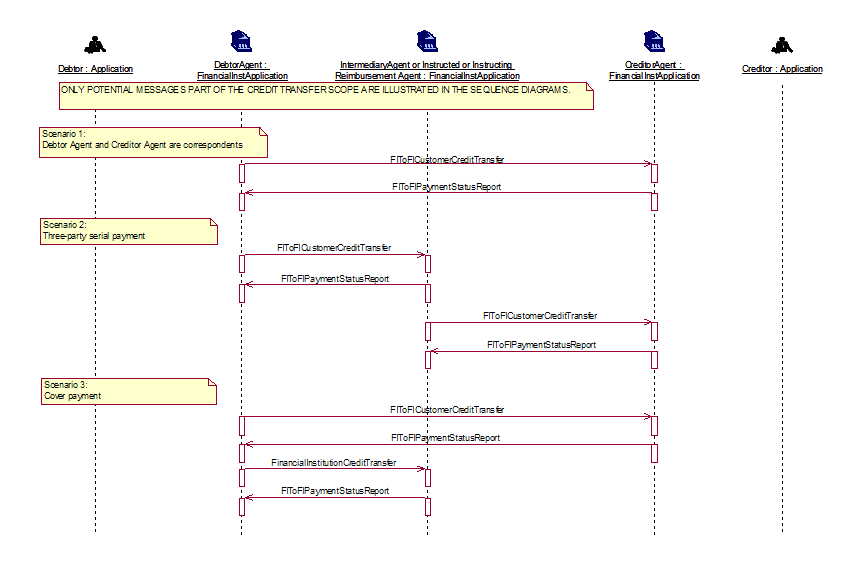 Debtor : Application
DebtorAgent :
FinancialInstApplication
IntermediaryAgent or Instructed or Instructing
Reimbursement Agent : FinancialInstApplication
CreditorAgent :
FinancialInstApplication
Creditor : Application
ONLY POTENTIAL MESSAGES PART OF THE CREDIT TRANSFER SCOPE ARE ILLUSTRATED IN THE SEQUENCE DIAGRAMS.
Scenario 1:
Debtor Agent and Creditor Agent are correspondents
FIToFICustomerCreditTransfer
FIToFIPaymentStatusReport
Scenario 2:
Three-party serial payment
FIToFICustomerCreditTransfer
FIToFIPaymentStatusReport
FIToFICustomerCreditTransfer
FIToFIPaymentStatusReport
Scenario 3:
Cover payment
FIToFICustomerCreditTransfer
FIToFIPaymentStatusReport
FinancialInstitutionCreditTransfer
FIToFIPaymentStatusReport